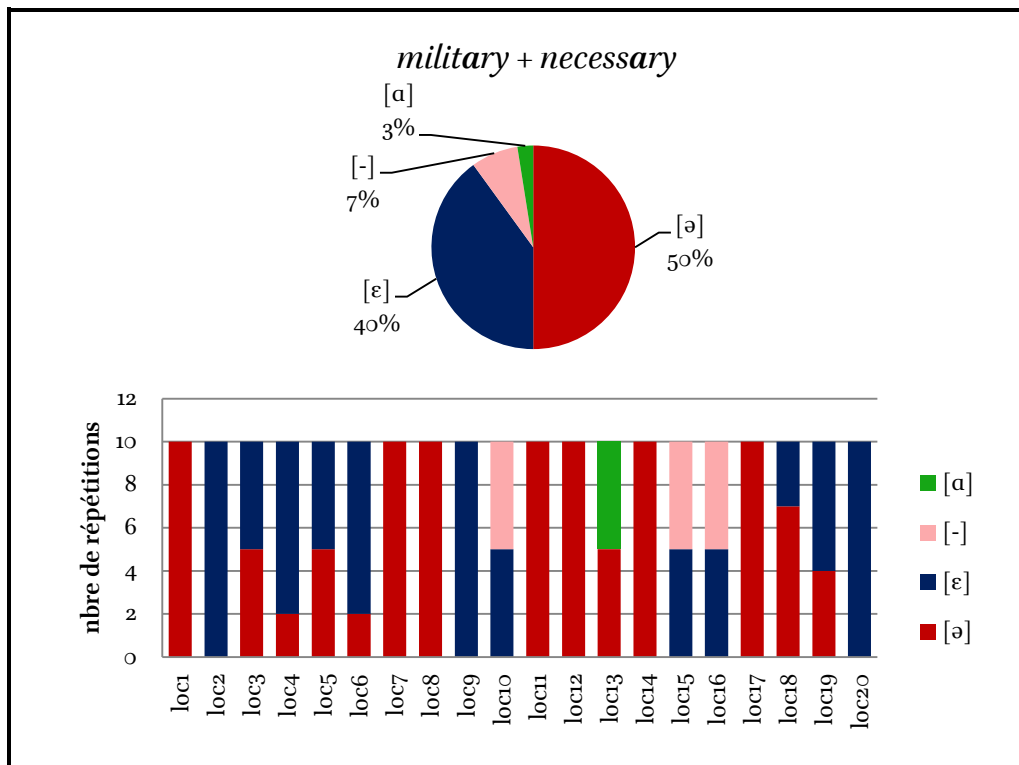 military + necessary
[ɑ]
3%
[-]
7%
[ə]
50%
[ɛ]
40%
nbre de répétitions
12
10
8
6
4
2
0
loc1
loc2
loc3
loc4
loc5
loc6
loc7
loc8
loc9
loc10
loc11
loc12
loc13
loc14
loc15
loc16
loc17
loc18
loc19
loc20
[ɑ]
[-]
[ɛ]
[ə]